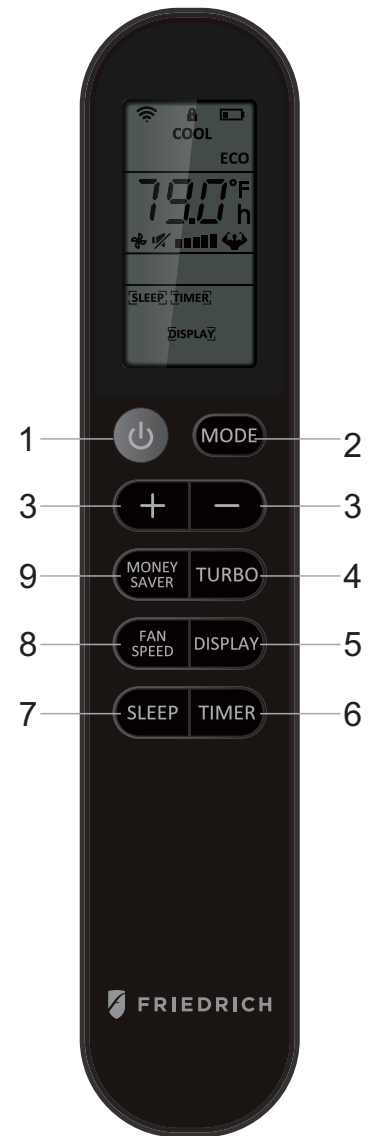 COOL
ECO
79.0°F
h
SLEEP TIMER
DISPLAY
1 MODE 2
3 + − 3
9 MONEY SAVER TURBO 4
8 FAN SPEED DISPLAY 5
7 SLEEP TIMER 6
FRIEDRICH